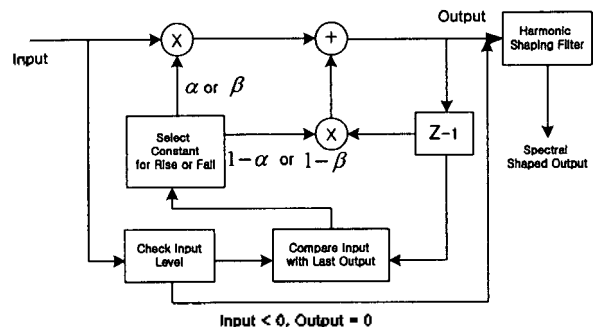 Output
Harmonic
Shaping Filter
Input
X
+
α or β
Select
Constant
for Rise or Fall
X
Z-1
1-α or 1-β
Spectral
Shaped Output
Check Input
Level
Compare Input
with Last Output
Input < 0, Output = 0